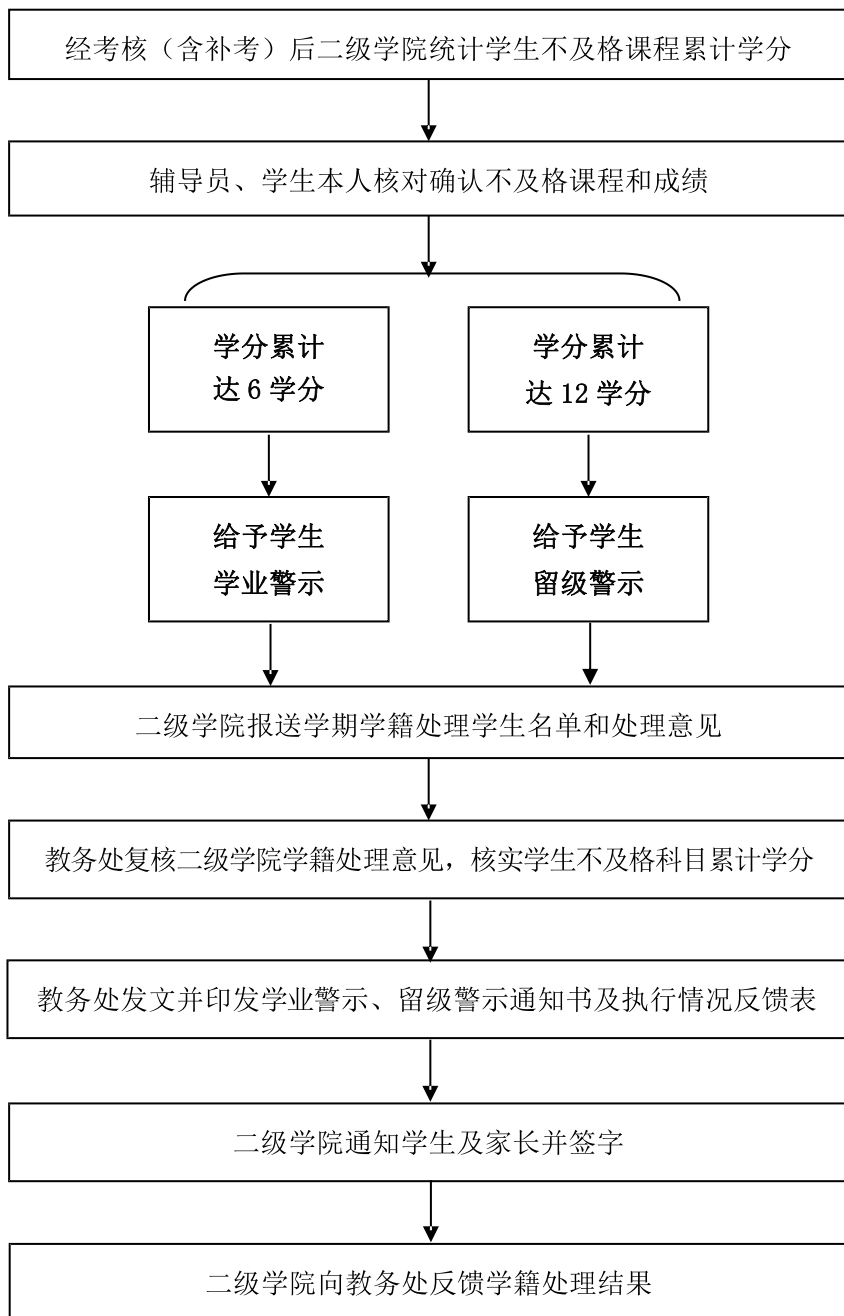 经考核（含补考）后二级学院统计学生不及格课程累计学分
辅导员、学生本人核对确认不及格课程和成绩
学分累计
达 6 学分
学分累计
达 12 学分
给予学生
学业警示
给予学生
留级警示
二级学院报送学期学籍处理学生名单和处理意见
教务处复核二级学院学籍处理意见，核实学生不及格科目累计学分
教务处发文并印发学业警示、留级警示通知书及执行情况反馈表
二级学院通知学生及家长并签字
二级学院向教务处反馈学籍处理结果